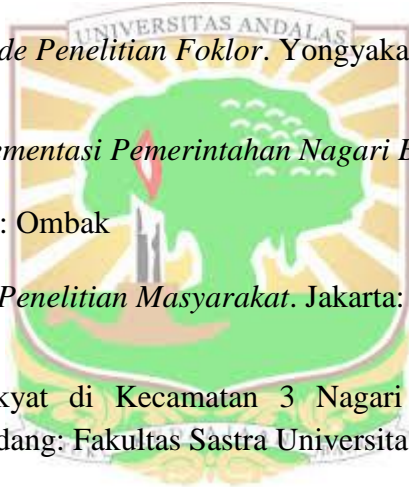 UNIVERSITAS ANDALAS
de Penelitian Foklor. Yongyaka
ementasi Pemerintahan Nagari B
: Ombak
Penelitian Masyarakat. Jakarta:
kyat di Kecamatan 3 Nagari
dang: Fakultas Sastra Universita